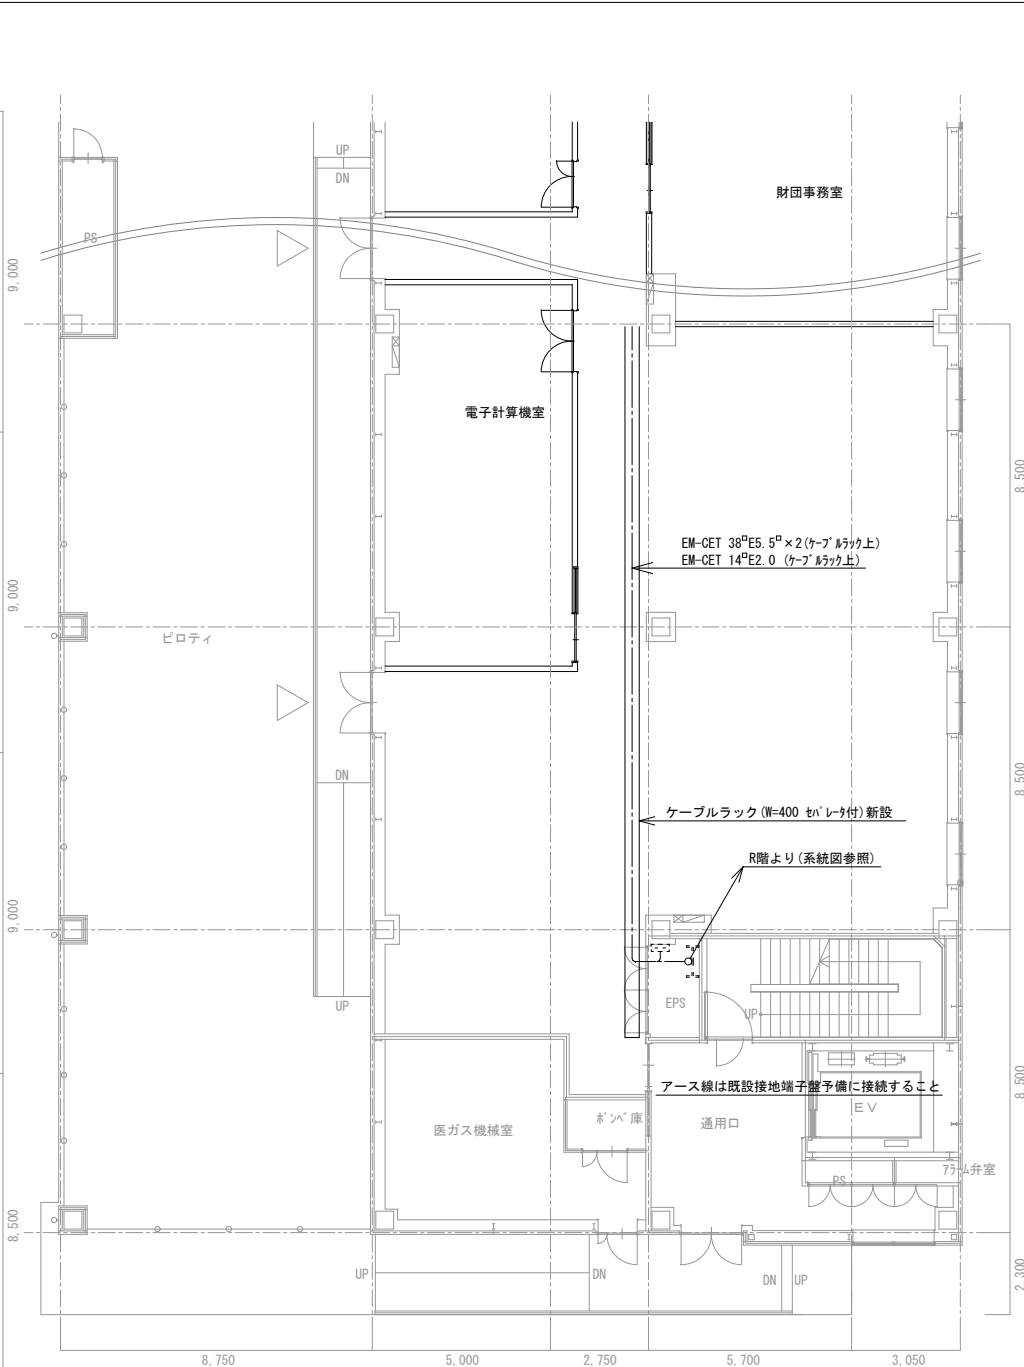 UP
DN
財団事務室
PS
9,000
電子計算機室
8,500
EM-CET 38□E5.5□×2(ケーブルラック上)
EM-CET 14□E2.0 (ケーブルラック上)
9,000
ピロティ
DN
8,500
ケーブルラック(W=400 セパレータ付)新設
R階より(系統図参照)
9,000
UP
EPS
UP
アース線は既設接地端子盤予備に接続すること
8,500
EV
ボンベ庫
通用口
医ガス機械室
アラーム弁室
PS
8,500
UP
DN
DN
UP
2,300
8,750
5,000
2,750
5,700
3,050